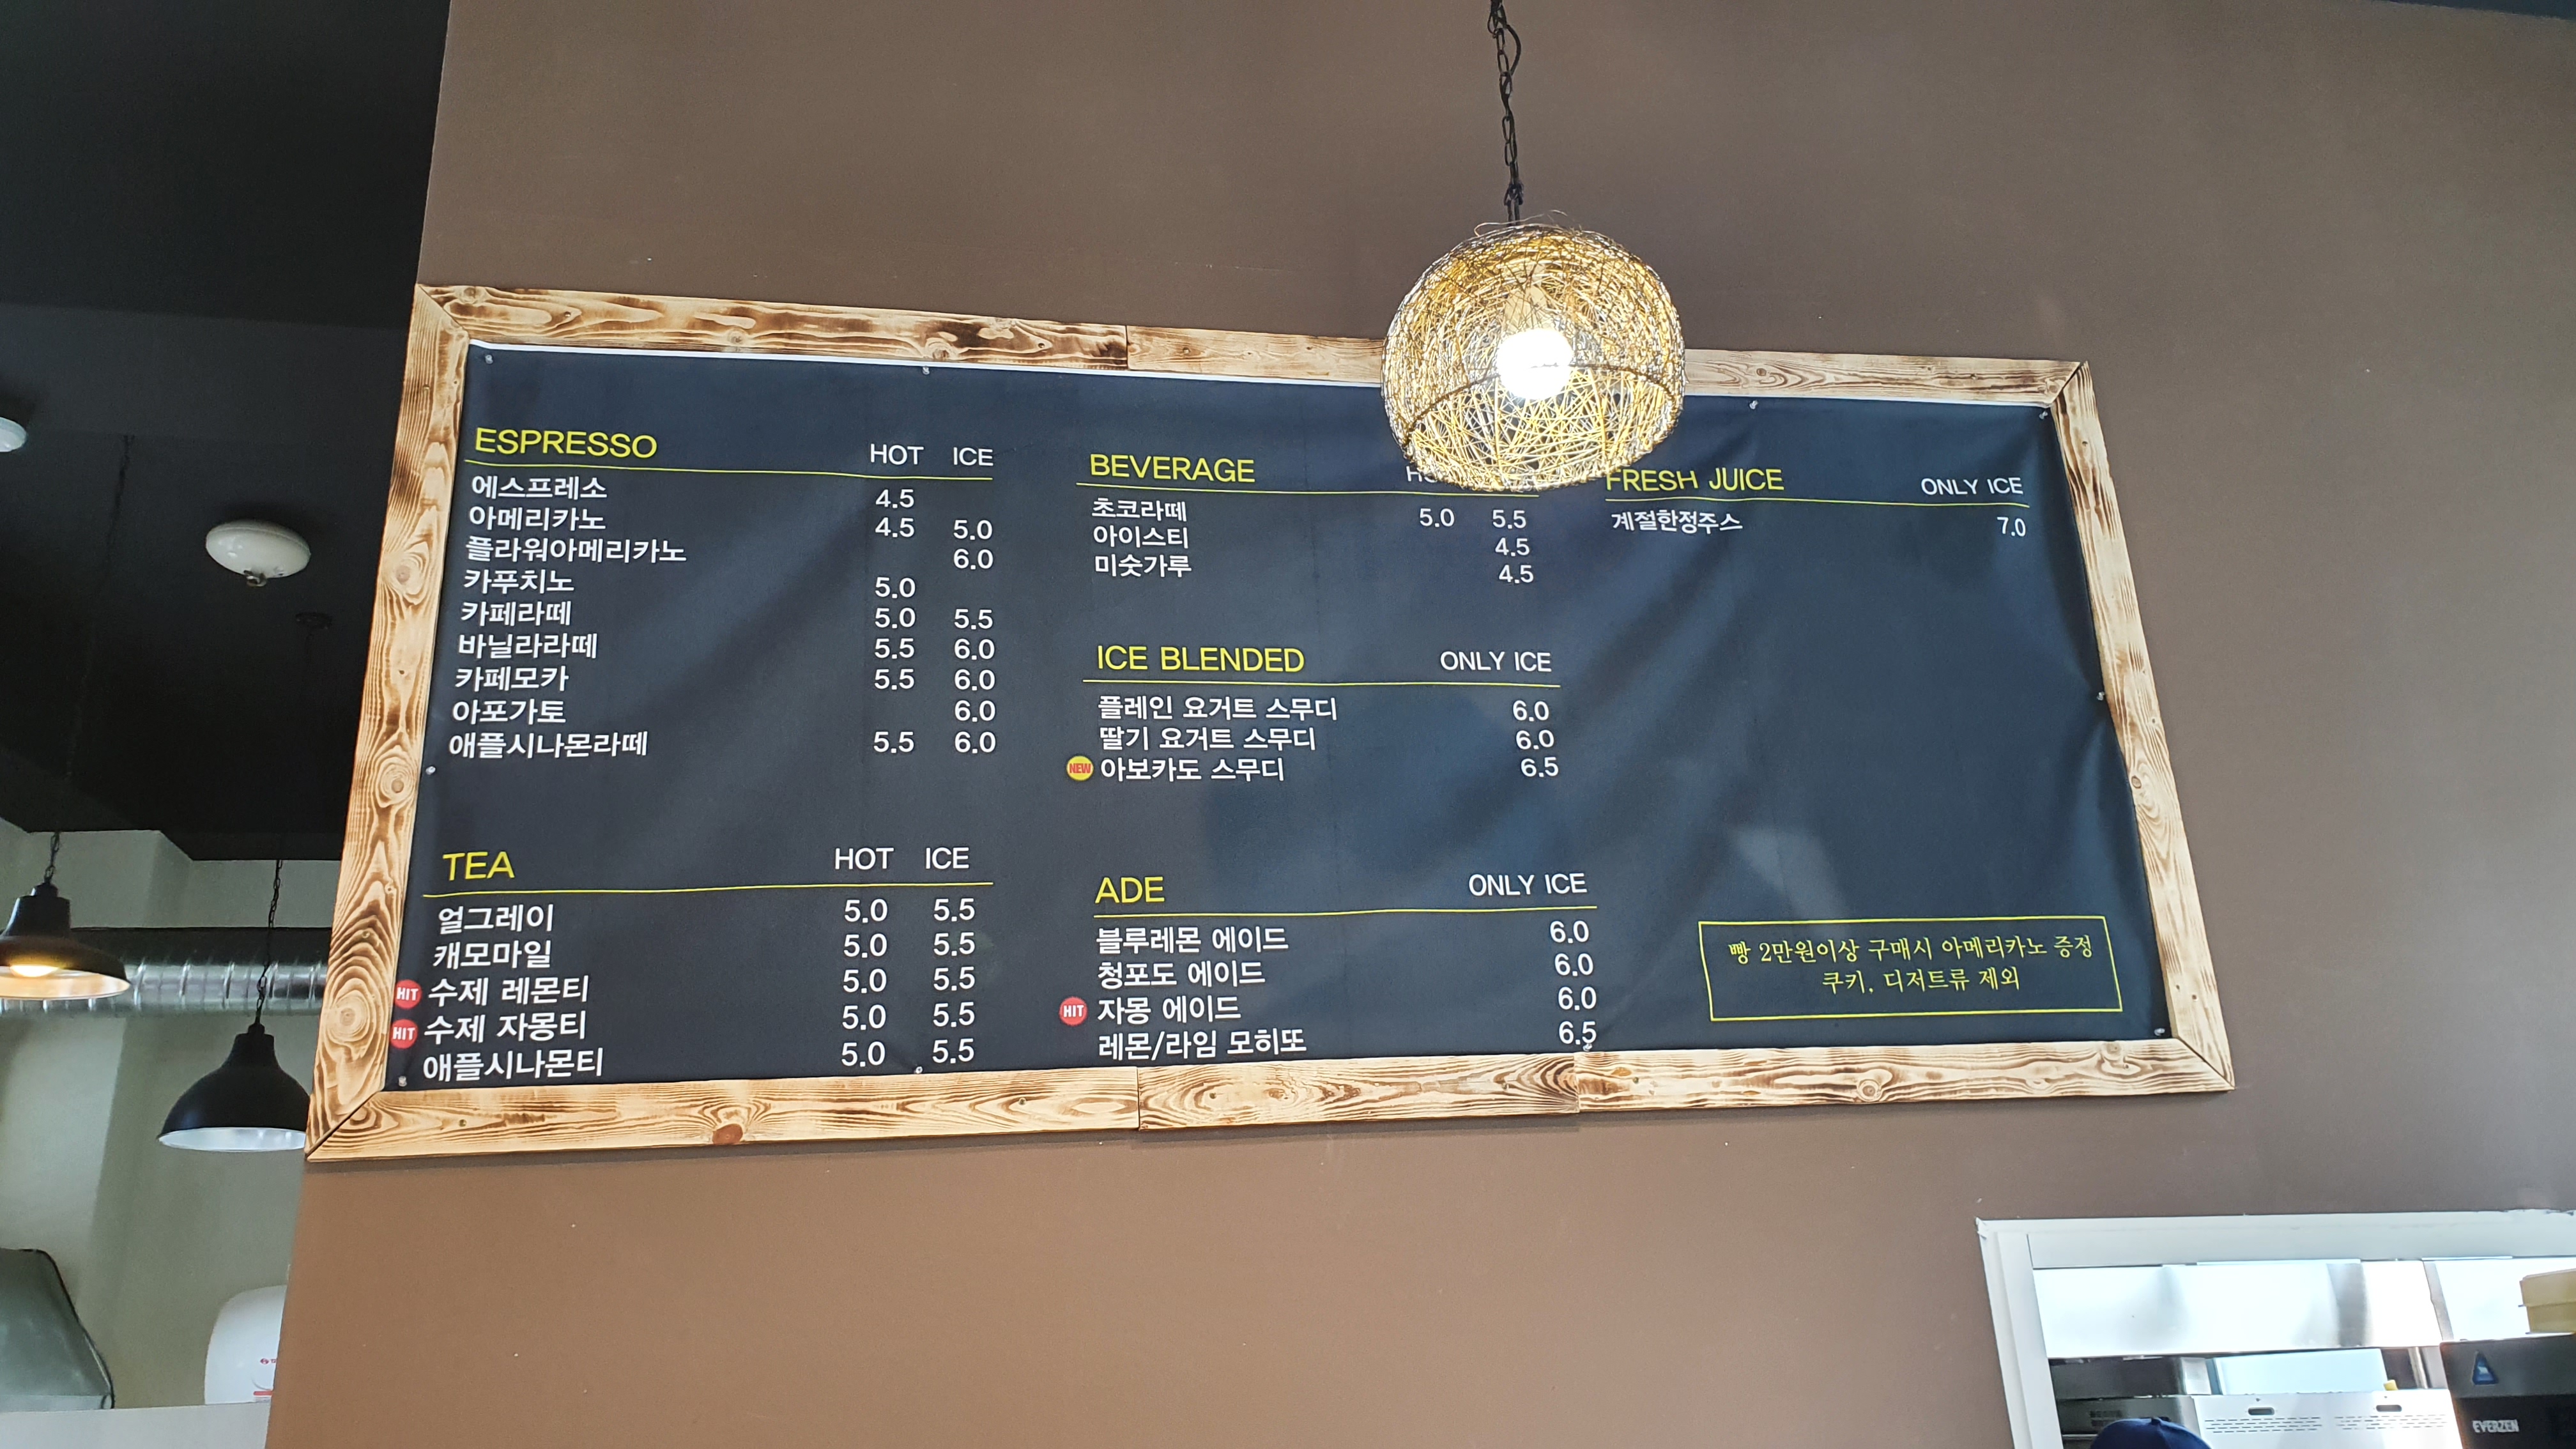 ESPRESSO HOT ICE
에스프레소 4.5
아메리카노 4.5 5.0
플라워아메리카노 6.0
카푸치노 5.0
카페라떼 5.0 5.5
바닐라라떼 5.5 6.0
카페모카 5.5 6.0
아포가토 6.0
애플시나몬라떼 5.5 6.0
TEA HOT ICE
얼그레이 5.0 5.5
캐모마일 5.0 5.5
HIT 수제 레몬티 5.0 5.5
HIT 수제 자몽티 5.0 5.5
애플시나몬티 5.0 5.5
BEVERAGE
초코라떼 5.0 5.5
아이스티 4.5
미숫가루 4.5
ICE BLENDED ONLY ICE
플레인 요거트 스무디 6.0
딸기 요거트 스무디 6.0
NEW 아보카도 스무디 6.5
ADE ONLY ICE
블루레몬 에이드 6.0
청포도 에이드 6.0
HIT 자몽 에이드 6.0
레몬/라임 모히또 6.5
FRESH JUICE ONLY ICE
계절한정주스 7.0
빵 2만원이상 구매시 아메리카노 증정
쿠키, 디저트류 제외
EVERZEN